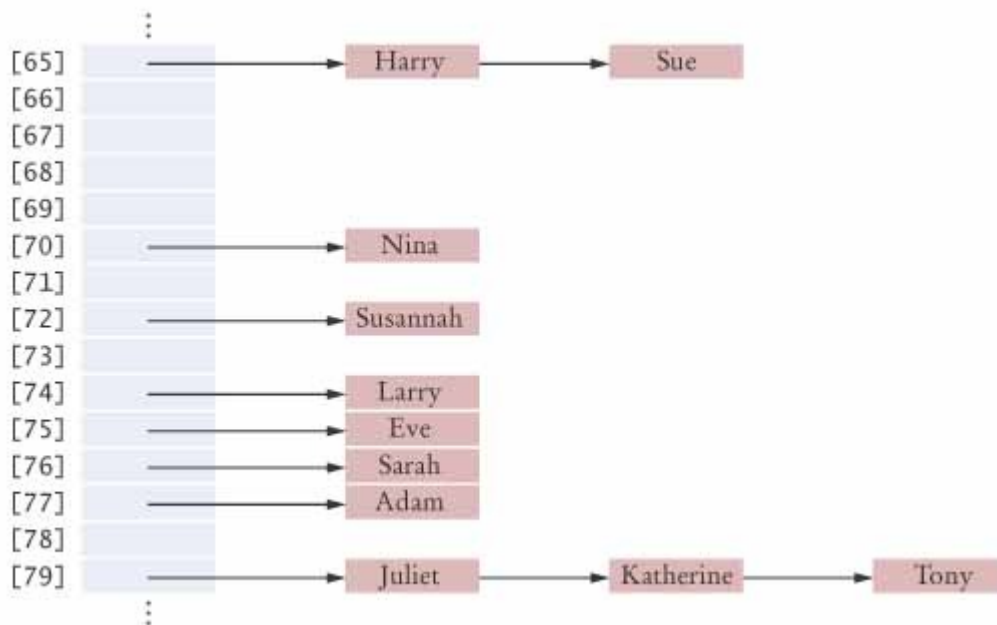 [65] Harry Sue
[66]
[67]
[68]
[69]
[70] Nina
[71]
[72] Susannah
[73]
[74] Larry
[75] Eve
[76] Sarah
[77] Adam
[78]
[79] Juliet Katherine Tony